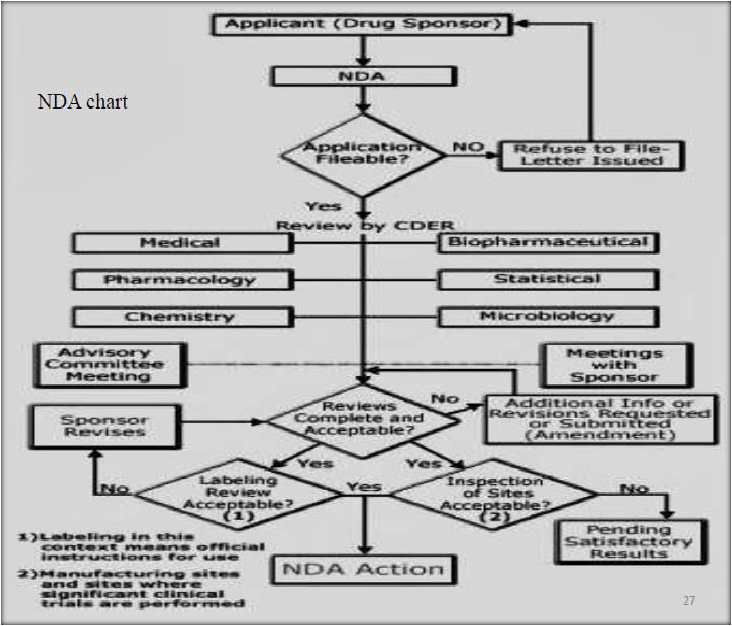 Applicant (Drug Sponsor)
NDA
NDA chart
Application
Fileable?
NO
Refuse to File-
Letter Issued
Yes
Review by CDER
Medical
Biopharmaceutical
Pharmacology
Statistical
Chemistry
Microbiology
Advisory
Committee
Meeting
Meetings
with
Sponsor
Reviews
Complete and
Acceptable?
No
Additional Info or
Revisions Requested
or Submitted
(Amendment)
Sponsor
Revises
Yes
Yes
No
Labeling
Review
Acceptable?
(1)
Yes
Inspection
of Sites
Acceptable?
(2)
No
Pending
Satisfactory
Results
NDA Action
1)Labeling in this
context means official
instructions for use
2)Manufacturing sites
and sites where
significant clinical
trials are performed
27